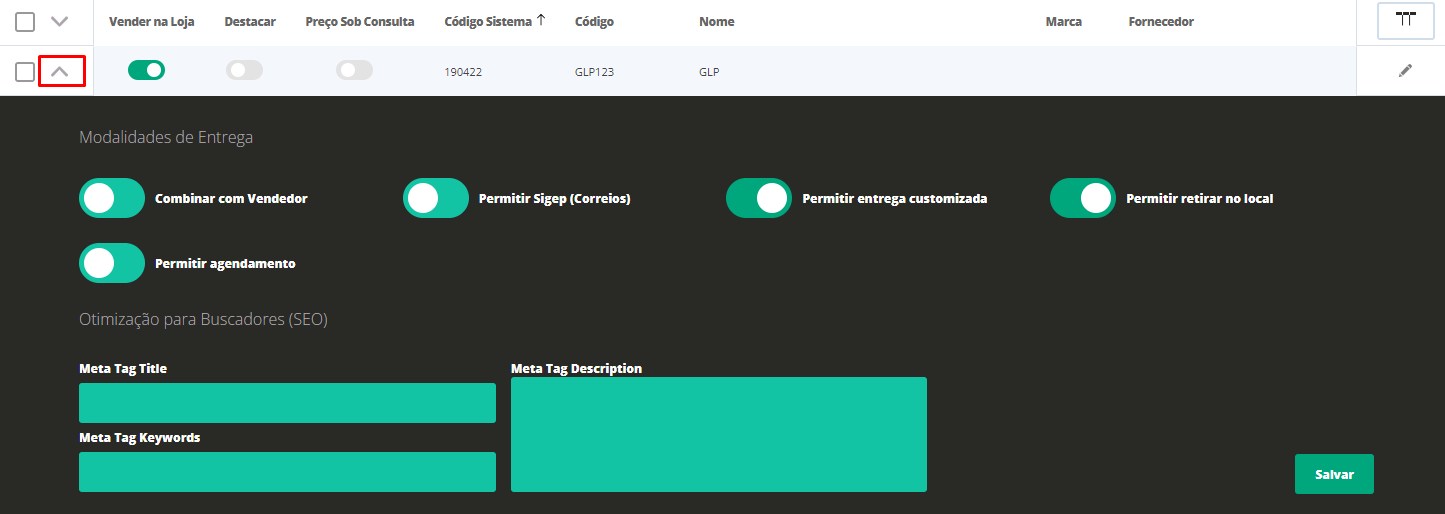 Vender na Loja Destacar Preço Sob Consulta Código Sistema Código Nome Marca Fornecedor
190422 GLP123 GLP
Modalidades de Entrega
Combinar com Vendedor Permitir Sigep (Correios) Permitir entrega customizada Permitir retirar no local
Permitir agendamento
Otimização para Buscadores (SEO)
Meta Tag Title Meta Tag Description
Meta Tag Keywords
Salvar